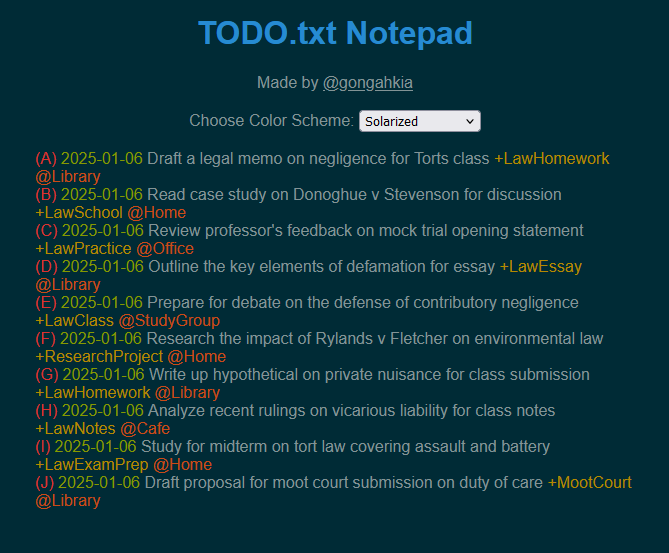 TODO.txt Notepad
Made by @gongahkia
Choose Color Scheme: Solarized
(A) 2025-01-06 Draft a legal memo on negligence for Torts class +LawHomework
@Library
(B) 2025-01-06 Read case study on Donoghue v Stevenson for discussion
+LawSchool @Home
(C) 2025-01-06 Review professor's feedback on mock trial opening statement
+LawPractice @Office
(D) 2025-01-06 Outline the key elements of defamation for essay +LawEssay
@Library
(E) 2025-01-06 Prepare for debate on the defense of contributory negligence
+LawClass @StudyGroup
(F) 2025-01-06 Research the impact of Rylands v Fletcher on environmental law
+ResearchProject @Home
(G) 2025-01-06 Write up hypothetical on private nuisance for class submission
+LawHomework @Library
(H) 2025-01-06 Analyze recent rulings on vicarious liability for class notes
+LawNotes @Cafe
(I) 2025-01-06 Study for midterm on tort law covering assault and battery
+LawExamPrep @Home
(J) 2025-01-06 Draft proposal for moot court submission on duty of care +MootCourt
@Library